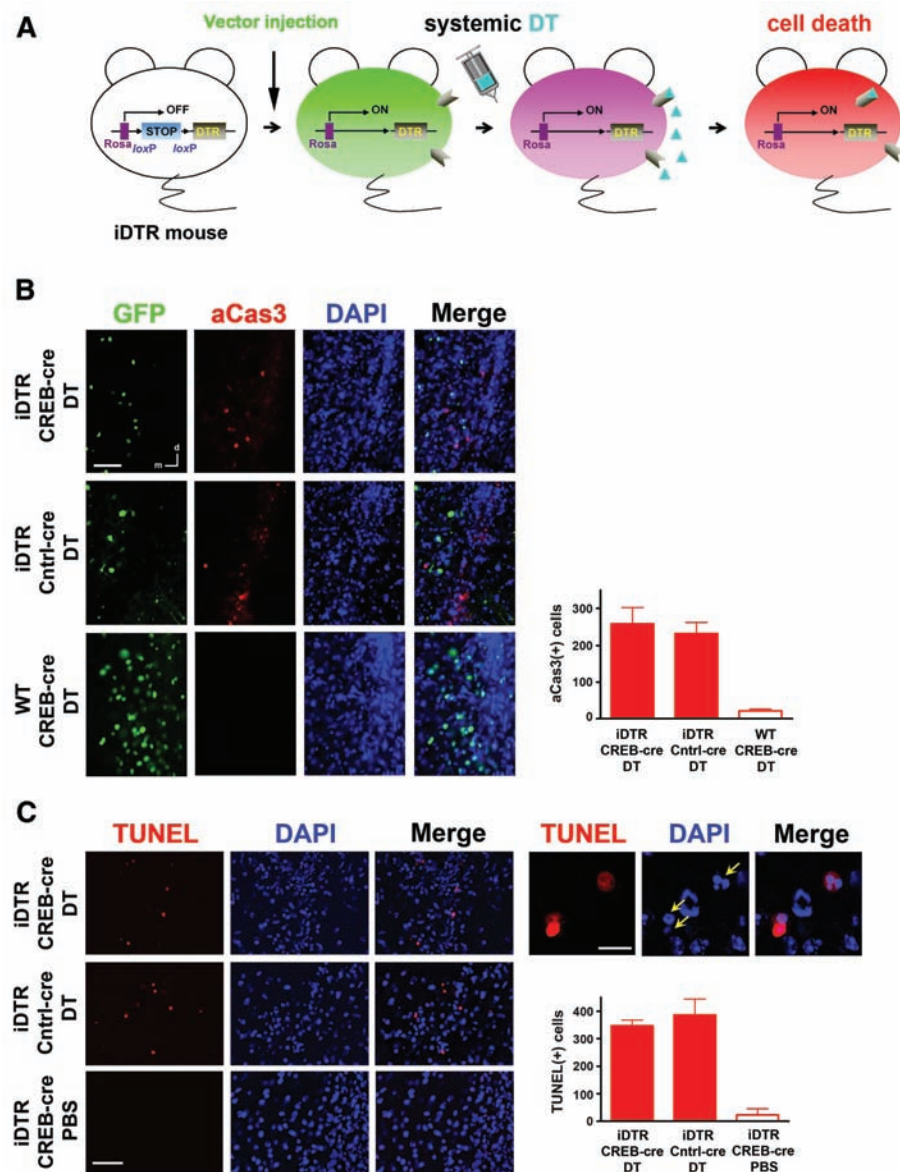 A
Vector injection
systemic DT
cell death
OFF
STOP
DTR
Rosa
loxP
loxP
iDTR mouse
ON
DTR
Rosa
ON
DTR
Rosa
ON
DTR
Rosa
B
GFP
aCas3
DAPI
Merge
iDTR
CREB-cre
DT
d
m
iDTR
Cntrl-cre
DT
WT
CREB-cre
DT
aCas3(+) cells
300
200
100
0
iDTR
CREB-cre
DT
iDTR
Cntrl-cre
DT
WT
CREB-cre
DT
C
TUNEL
DAPI
Merge
iDTR
CREB-cre
DT
iDTR
Cntrl-cre
DT
iDTR
CREB-cre
PBS
TUNEL
DAPI
Merge
TUNEL(+) cells
400
300
200
100
0
iDTR
CREB-cre
DT
iDTR
Cntrl-cre
DT
iDTR
CREB-cre
PBS